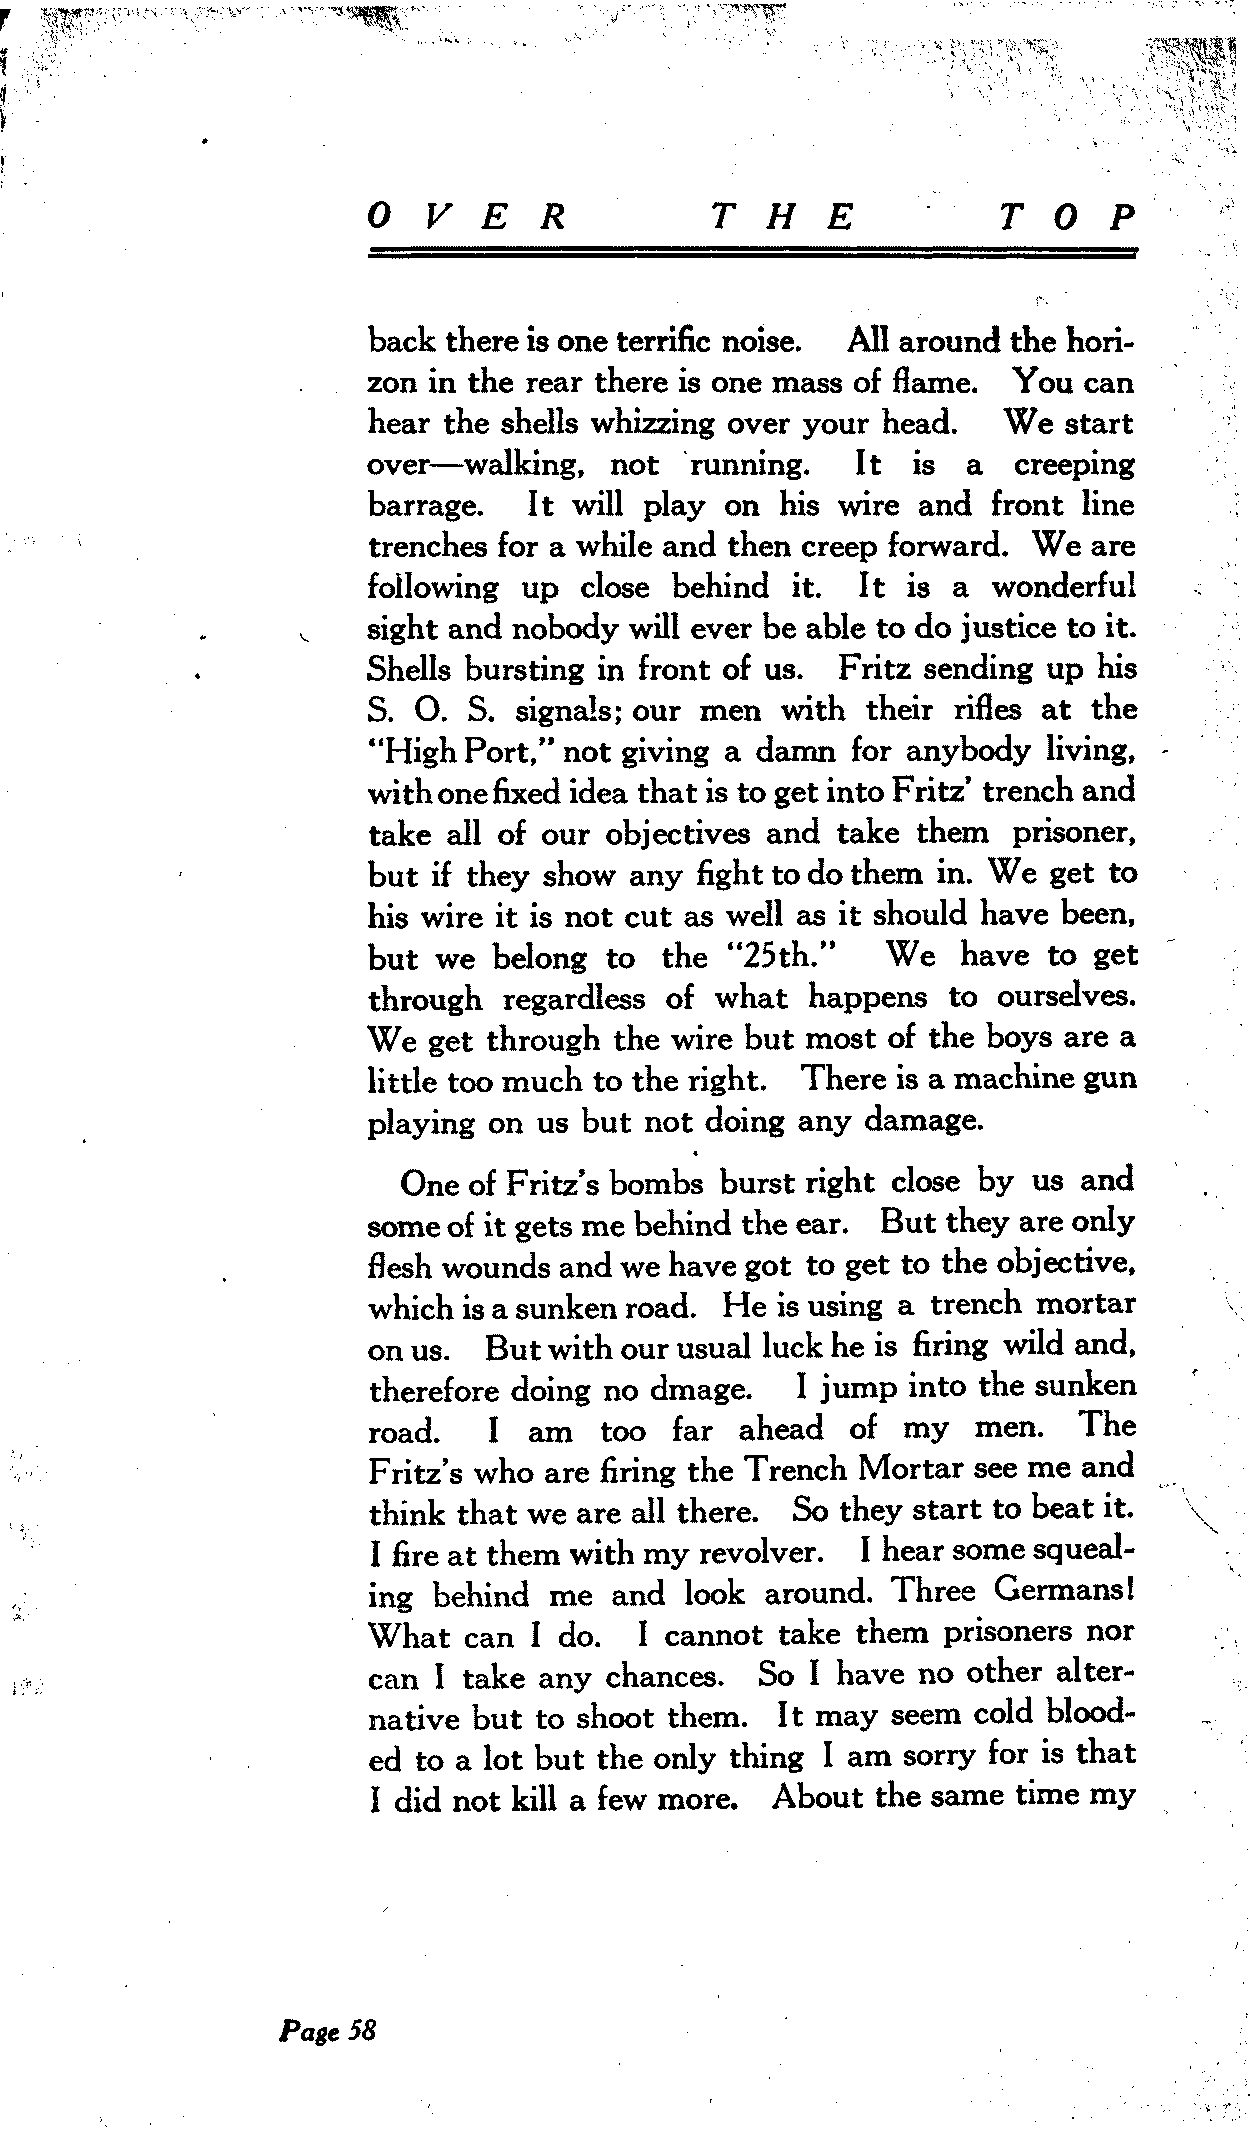 OVER THE TOP
back there is one terrific noise. All around the hori-
zon in the rear there is one mass of flame. You can
hear the shells whizzing over your head. We start
over—walking, not running. It is a creeping
barrage. It will play on his wire and front line
trenches for a while and then creep forward. We are
following up close behind it. It is a wonderful
sight and nobody will ever be able to do justice to it.
Shells bursting in front of us. Fritz sending up his
S. O. S. signals; our men with their rifles at the
"High Port," not giving a damn for anybody living,
with one fixed idea that is to get into Fritz' trench and
take all of our objectives and take them prisoner,
but if they show any fight to do them in. We get to
his wire it is not cut as well as it should have been,
but we belong to the "25th." We have to get
through regardless of what happens to ourselves.
We get through the wire but most of the boys are a
little too much to the right. There is a machine gun
playing on us but not doing any damage.
One of Fritz's bombs burst right close by us and
some of it gets me behind the ear. But they are only
flesh wounds and we have got to get to the objective,
which is a sunken road. He is using a trench mortar
on us. But with our usual luck he is firing wild and,
therefore doing no dmage. I jump into the sunken
road. I am too far ahead of my men. The
Fritz's who are firing the Trench Mortar see me and
think that we are all there. So they start to beat it.
I fire at them with my revolver. I hear some squeal-
ing behind me and look around. Three Germans!
What can I do. I cannot take them prisoners nor
can I take any chances. So I have no other alter-
native but to shoot them. It may seem cold blood-
ed to a lot but the only thing I am sorry for is that
I did not kill a few more. About the same time my
Page 58